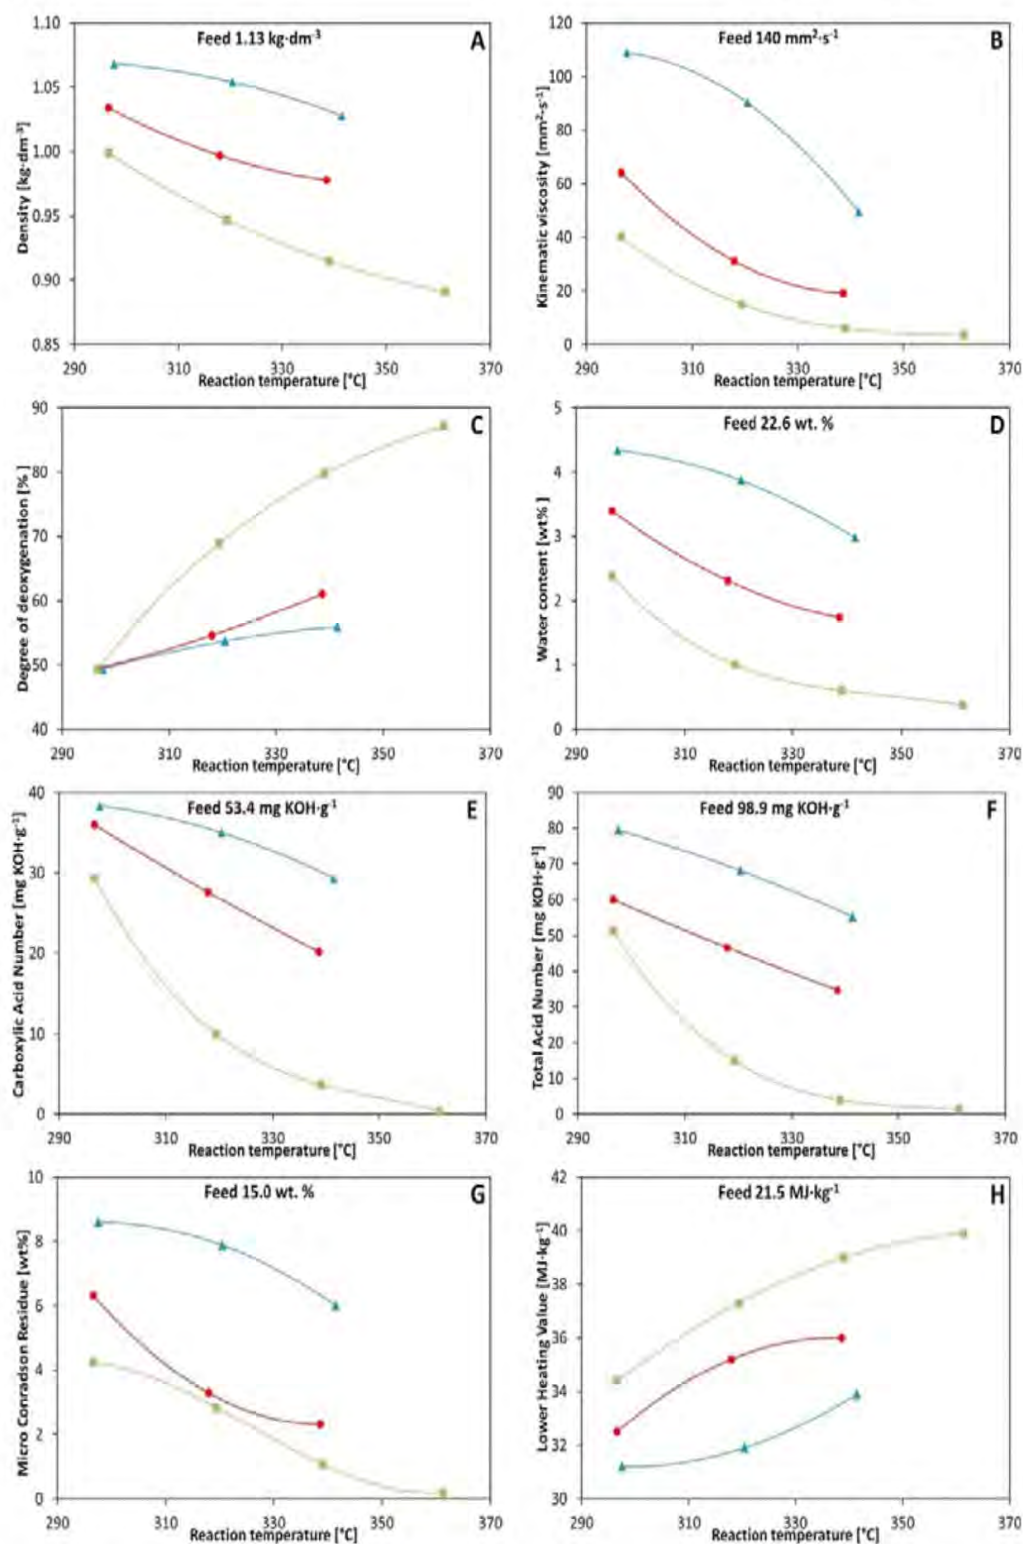 Feed 1.13 kg·dm-3
A
Density [kg·dm-3]
1.10
1.05
1.00
0.95
0.90
0.85
290 310 330 350 370
Reaction temperature [°C]
Feed 140 mm2·s-1
B
Kinematic viscosity [mm2·s-1]
120
100
80
60
40
20
0
290 310 330 350 370
Reaction temperature [°C]
C
Degree of deoxygenation [%]
90
80
70
60
50
40
290 310 330 350 370
Reaction temperature [°C]
Feed 22.6 wt. %
D
Water content [wt%]
5
4
3
2
1
0
290 310 330 350 370
Reaction temperature [°C]
Feed 53.4 mg KOH·g-1
E
Carboxylic Acid Number [mg KOH·g-1]
40
30
20
10
0
290 310 330 350 370
Reaction temperature [°C]
Feed 98.9 mg KOH·g-1
F
Total Acid Number [mg KOH·g-1]
90
80
70
60
50
40
30
20
10
0
290 310 330 350 370
Reaction temperature [°C]
Feed 15.0 wt. %
G
Micro Conradson Residue [wt%]
10
8
6
4
2
0
290 310 330 350 370
Reaction temperature [°C]
Feed 21.5 MJ·kg-1
H
Lower Heating Value [MJ·kg-1]
42
40
38
36
34
32
30
290 310 330 350 370
Reaction temperature [°C]